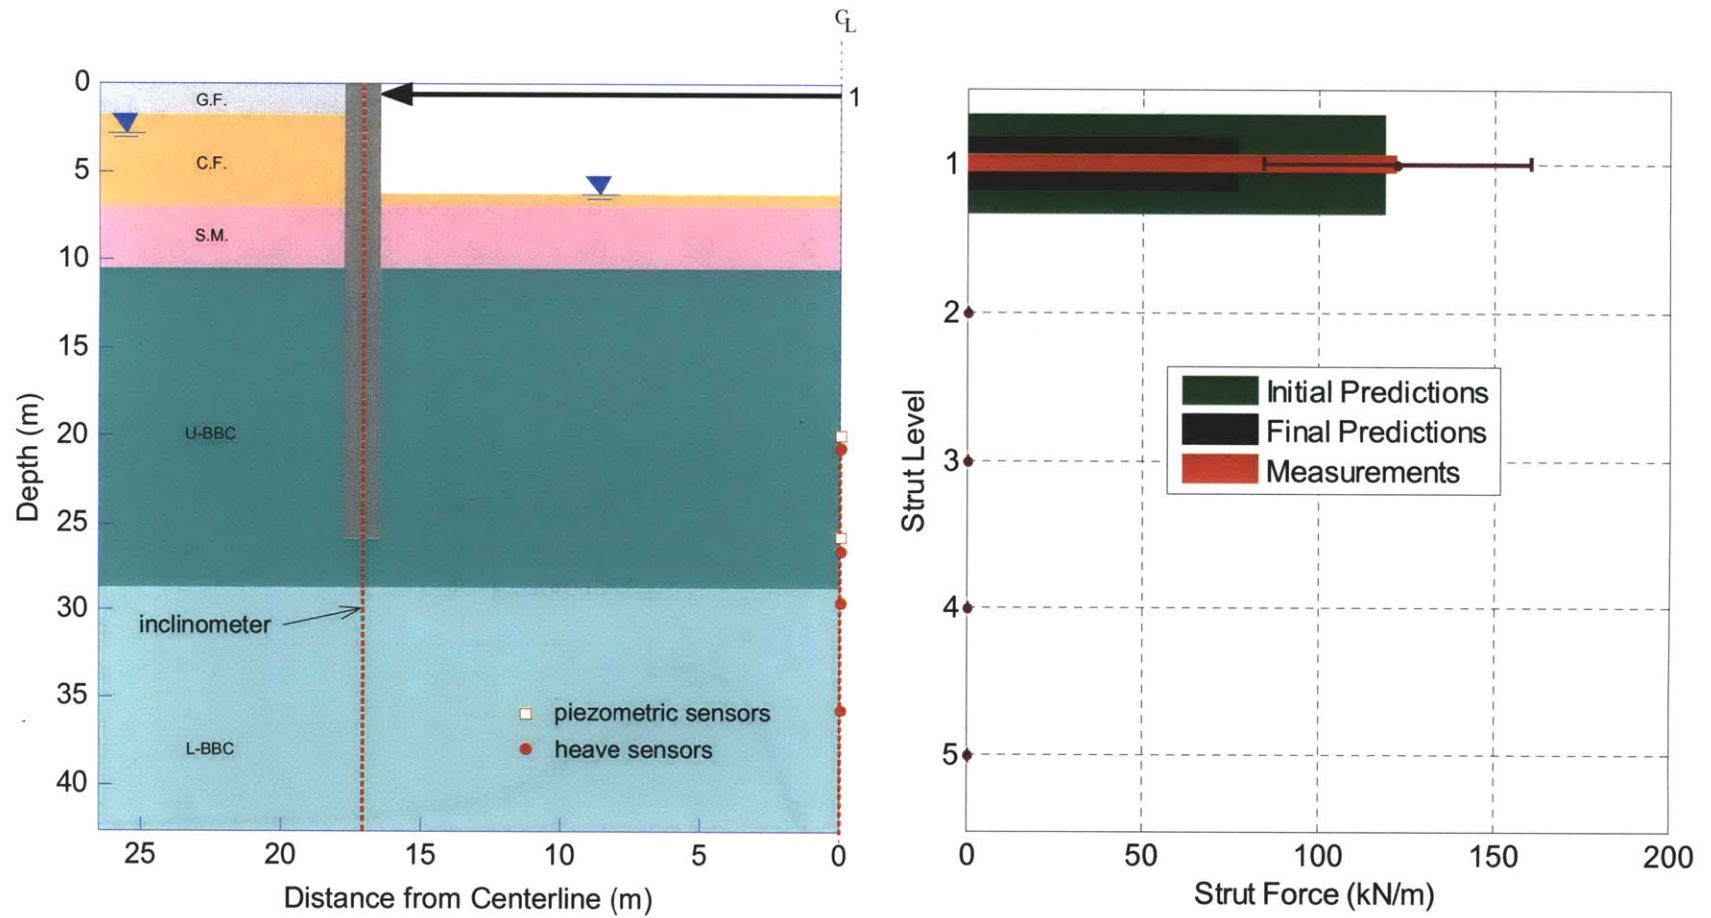 CL
0
5
10
15
20
25
30
35
40
Depth (m)
G.F.
C.F.
S.M.
U-BBC
L-BBC
1
inclinometer
piezometric sensors
heave sensors
25 20 15 10 5 0
Distance from Centerline (m)
1
2
3
4
5
Strut Level
Initial Predictions
Final Predictions
Measurements
0 50 100 150 200
Strut Force (kN/m)